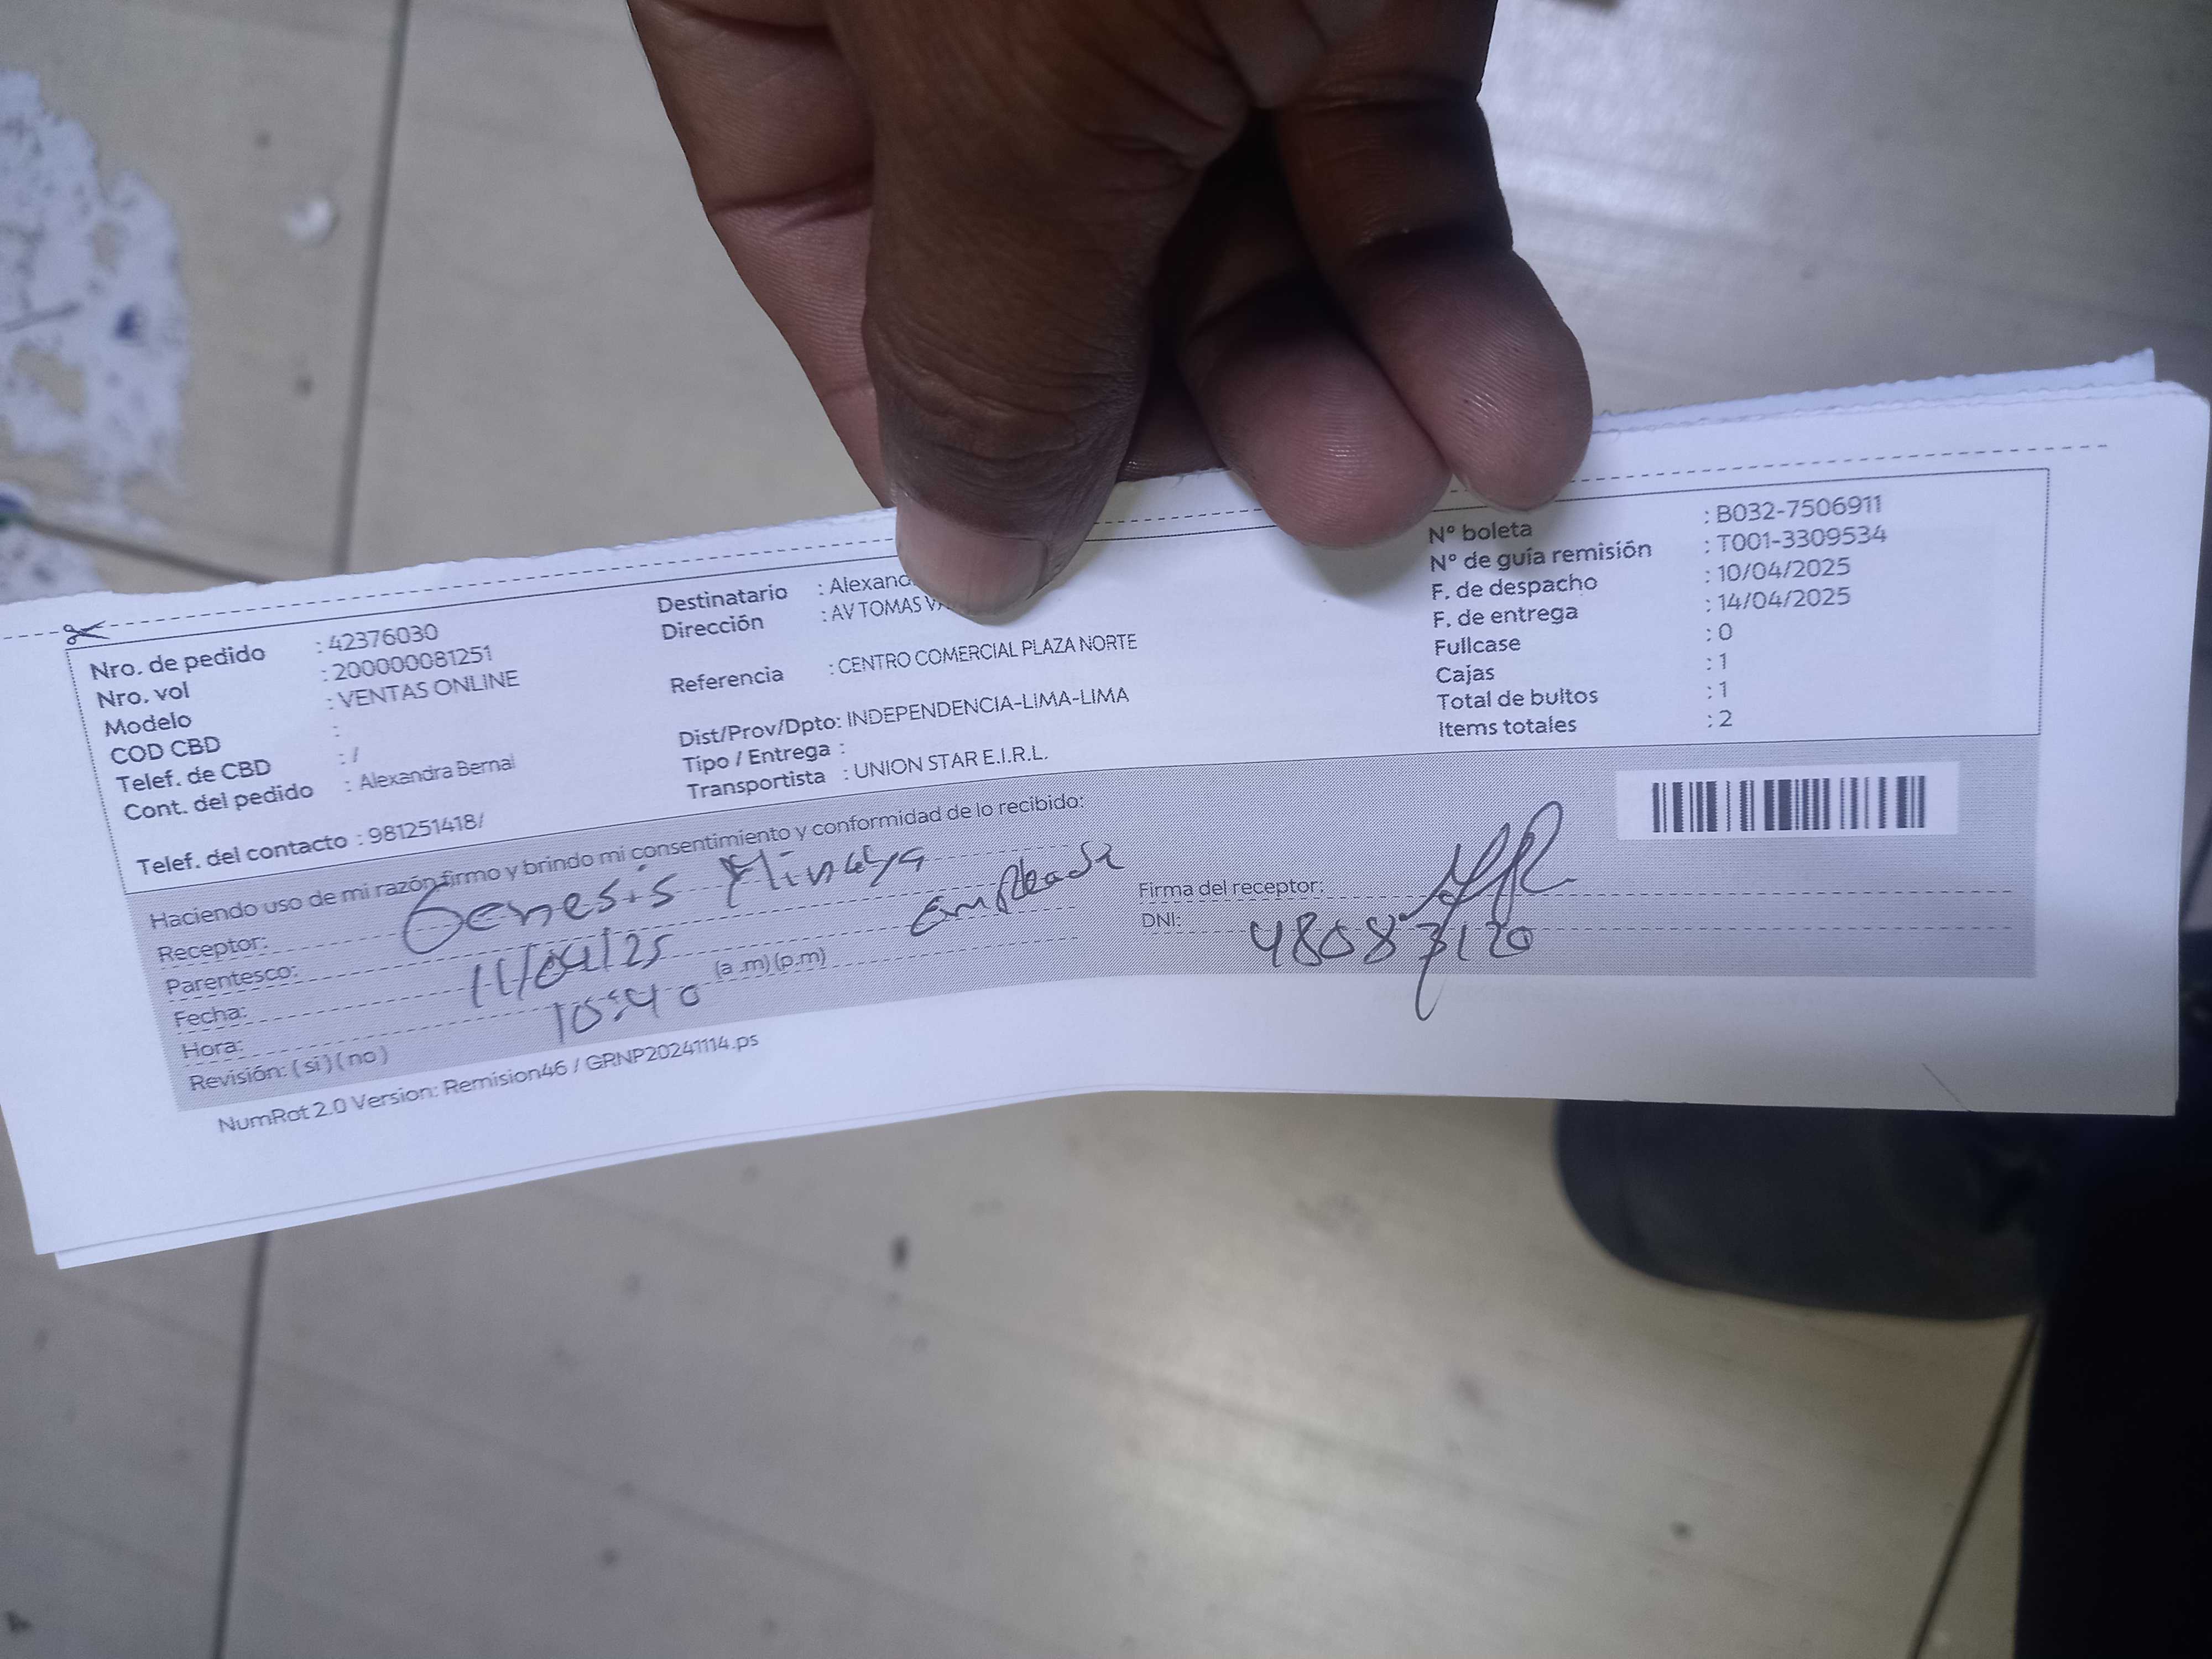 Nro. de pedido : 42376030
Nro. vol : 200000081251
Modelo : VENTAS ONLINE
COD CBD :
Telef. de CBD : /
Cont. del pedido : Alexandra Bernal
Telef. del contacto : 981251418/
Destinatario :
Dirección : AV TOMAS
Referencia : CENTRO COMERCIAL PLAZA NORTE
Dist/Prov/Dpto: INDEPENDENCIA-LIMA-LIMA
Tipo / Entrega :
Transportista : UNION STAR E.I.R.L.
N° boleta : B032-7506911
N° de guía remisión : T001-3309534
F. de despacho : 10/04/2025
F. de entrega : 14/04/2025
Fullcase : 0
Cajas : 1
Total de bultos : 1
Items totales : 2
Haciendo uso de mi razón firmo y brindo mi consentimiento y conformidad de lo recibido:
Receptor: Genesis Minaya
Parentesco: Empleada
Fecha: 11/04/25
Hora: 10:40 (a .m) (p.m)
Revisión: ( si ) ( no )
Firma del receptor:
DNI: 48087120
NumRot 2.0 Version: Remision46 / GRNP20241114.ps